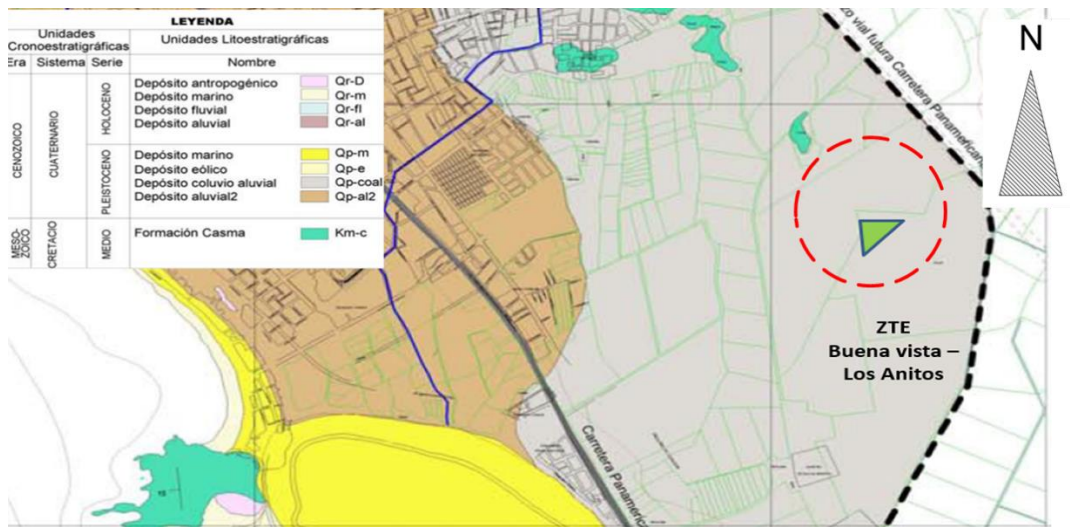 LEYENDA
Unidades Cronoestratigráficas
Unidades Litoestratigráficas
Era Sistema Serie Nombre
CENOZOICO
CUATERNARIO
HOLOCENO
Depósito antropogénico Qr-D
Depósito marino Qr-m
Depósito fluvial Qr-fl
Depósito aluvial Qr-al
PLEISTOCENO
Depósito marino Qp-m
Depósito eólico Qp-e
Depósito coluvio aluvial Qp-coal
Depósito aluvial2 Qp-al2
MESO-
ZOICO
CRETACIO
MEDIO
Formación Casma Km-c
vial futura Carretera Panamericana
N
ZTE
Buena vista –
Los Anitos
Carretera Panameric